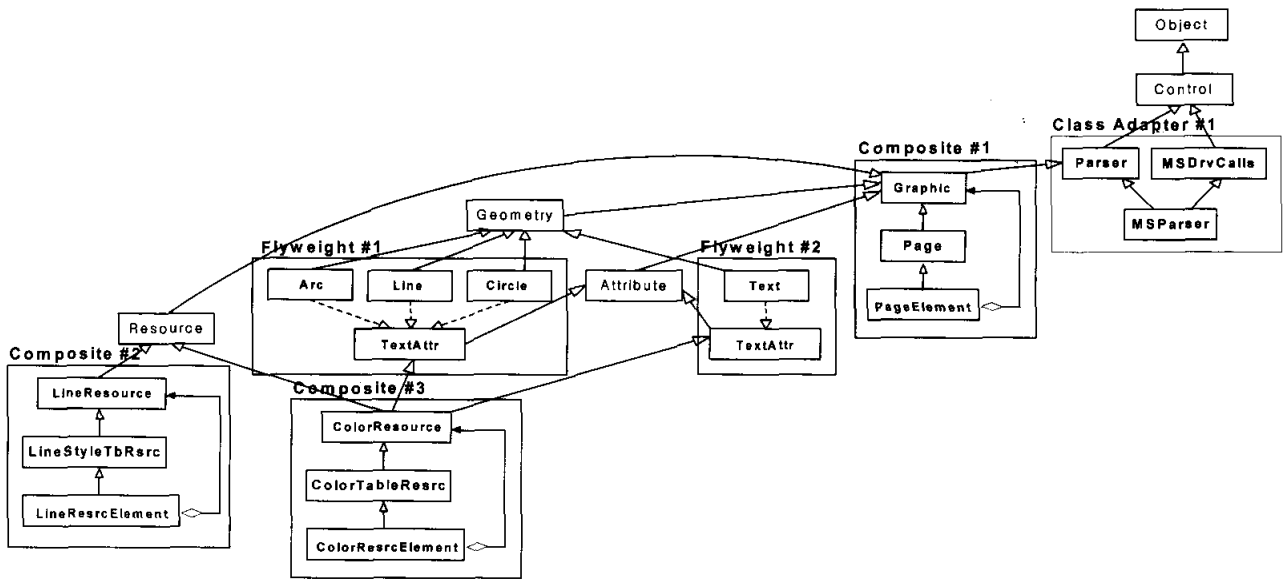 Object
Control
Class Adapter #1
Parser
MSDrvCalls
MSParser
Composite #1
Graphic
Page
PageElement
Geometry
Flyweight #1
Arc
Line
Circle
TextAttr
Attribute
Flyweight #2
Text
TextAttr
Resource
Composite #2
LineResource
LineStyleTbRsrc
LineResrcElement
Composite #3
ColorResource
ColorTableResrc
ColorResrcElement